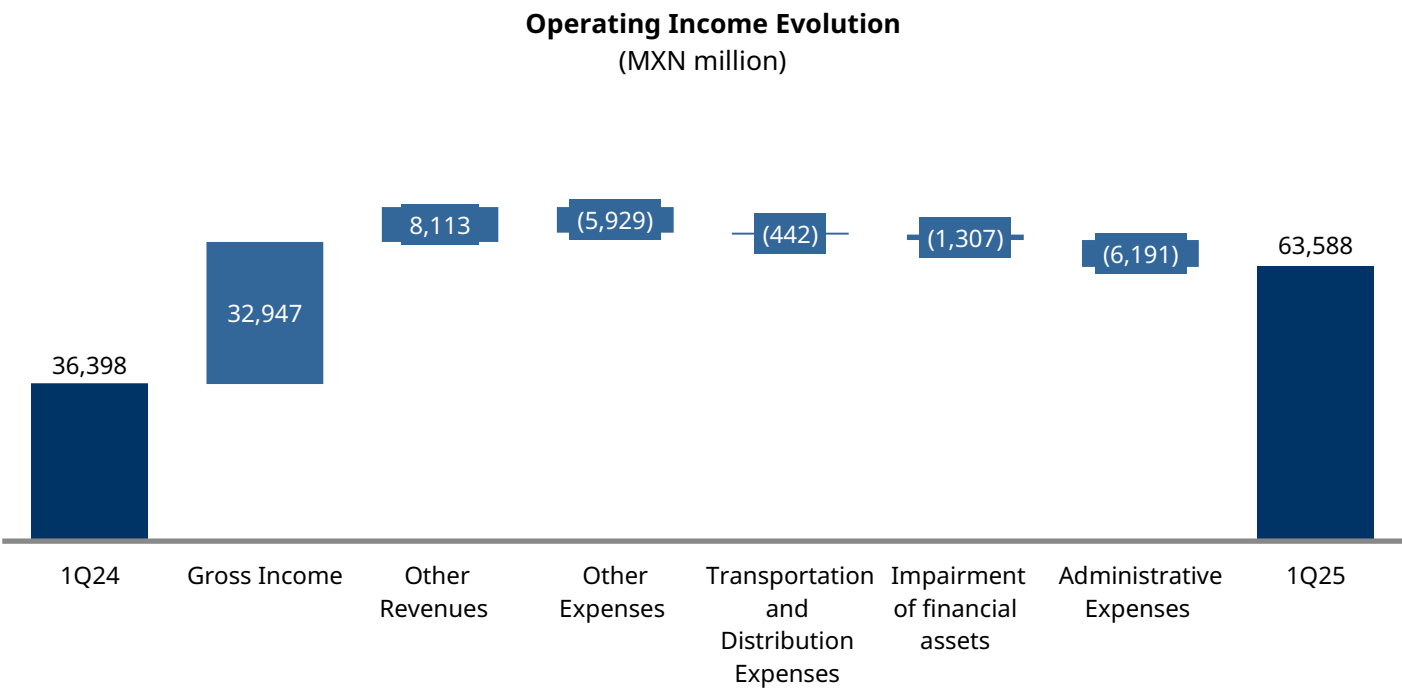 Operating Income Evolution
(MXN million)
8,113
(5,929)
(442)
(1,307)
(6,191)
63,588
32,947
36,398
1Q24
Gross Income
Other
Revenues
Other
Expenses
Transportation
and
Distribution
Expenses
Impairment
of financial
assets
Administrative
Expenses
1Q25